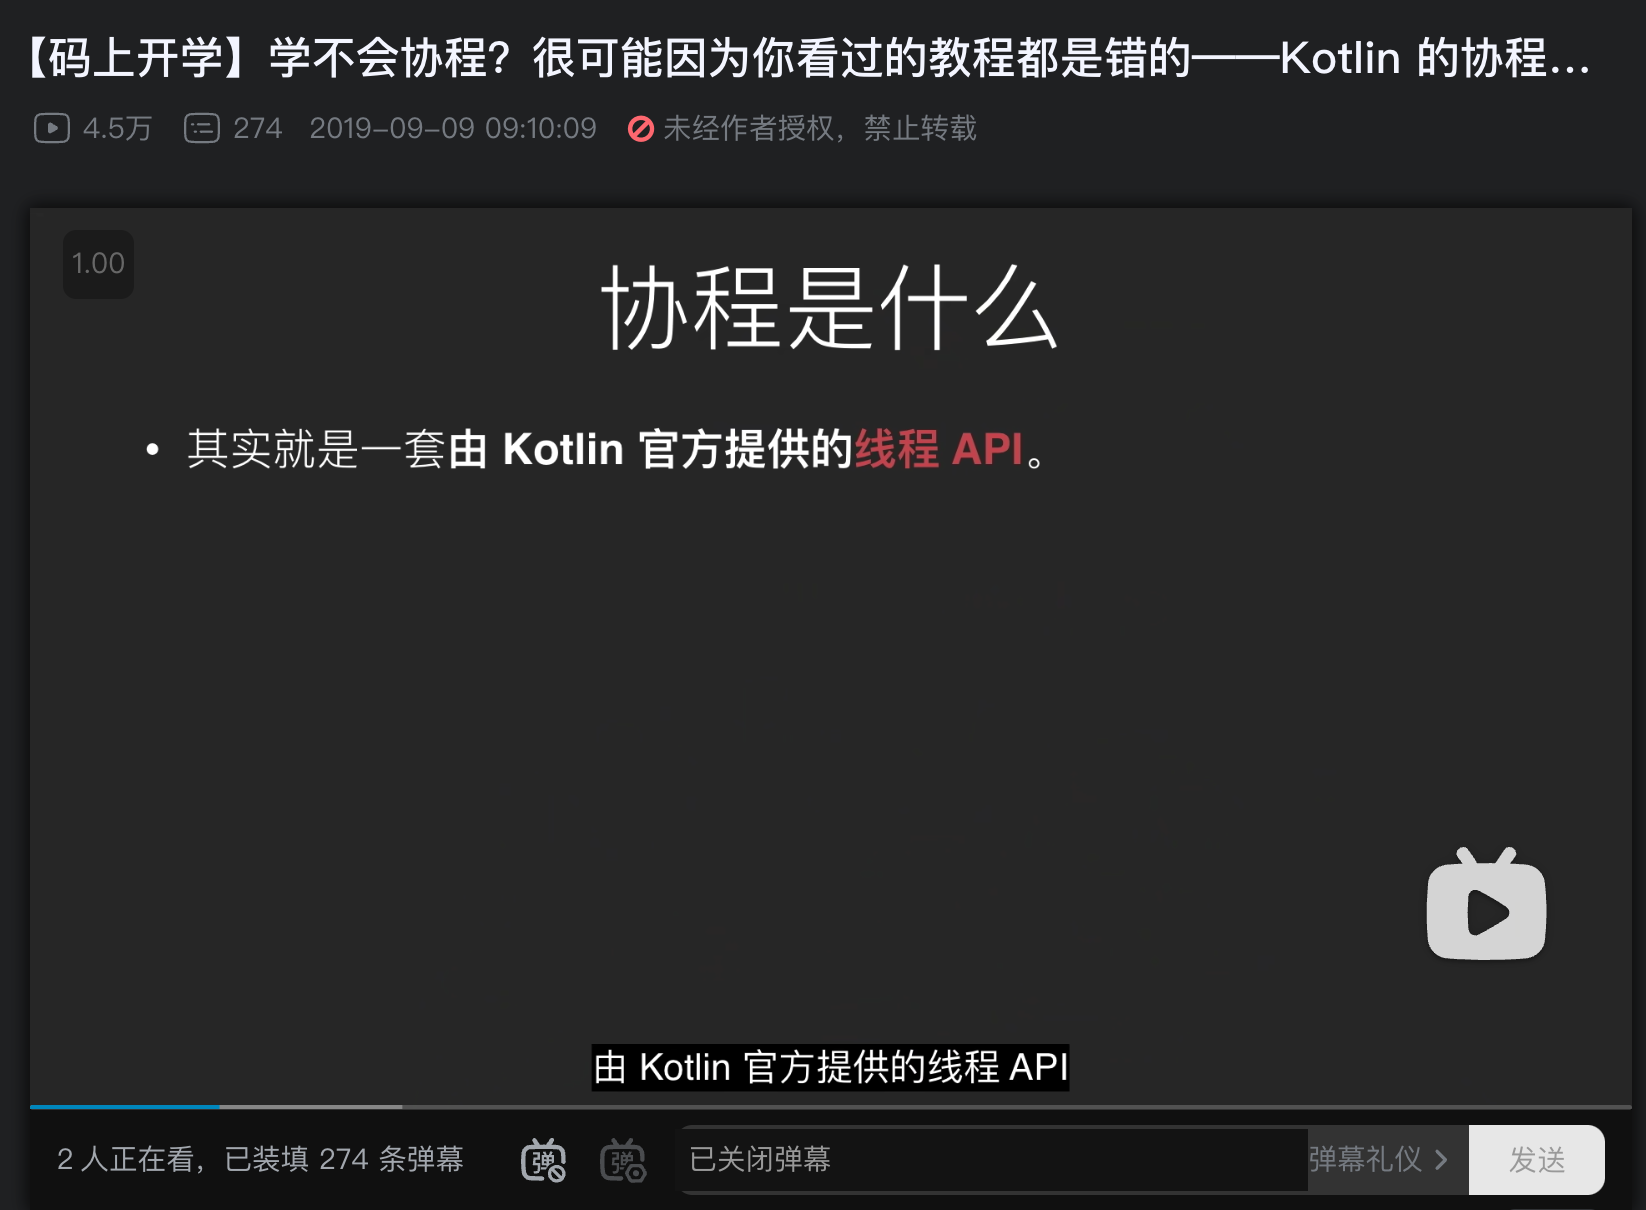 【码上开学】学不会协程？很可能因为你看过的教程都是错的——Kotlin 的协程...
4.5万 274 2019-09-09 09:10:09 未经作者授权，禁止转载
1.00
协程是什么
• 其实就是一套由 Kotlin 官方提供的线程 API。
由 Kotlin 官方提供的线程 API
2 人正在看，已装填 274 条弹幕 弹 弹 已关闭弹幕 弹幕礼仪 发送